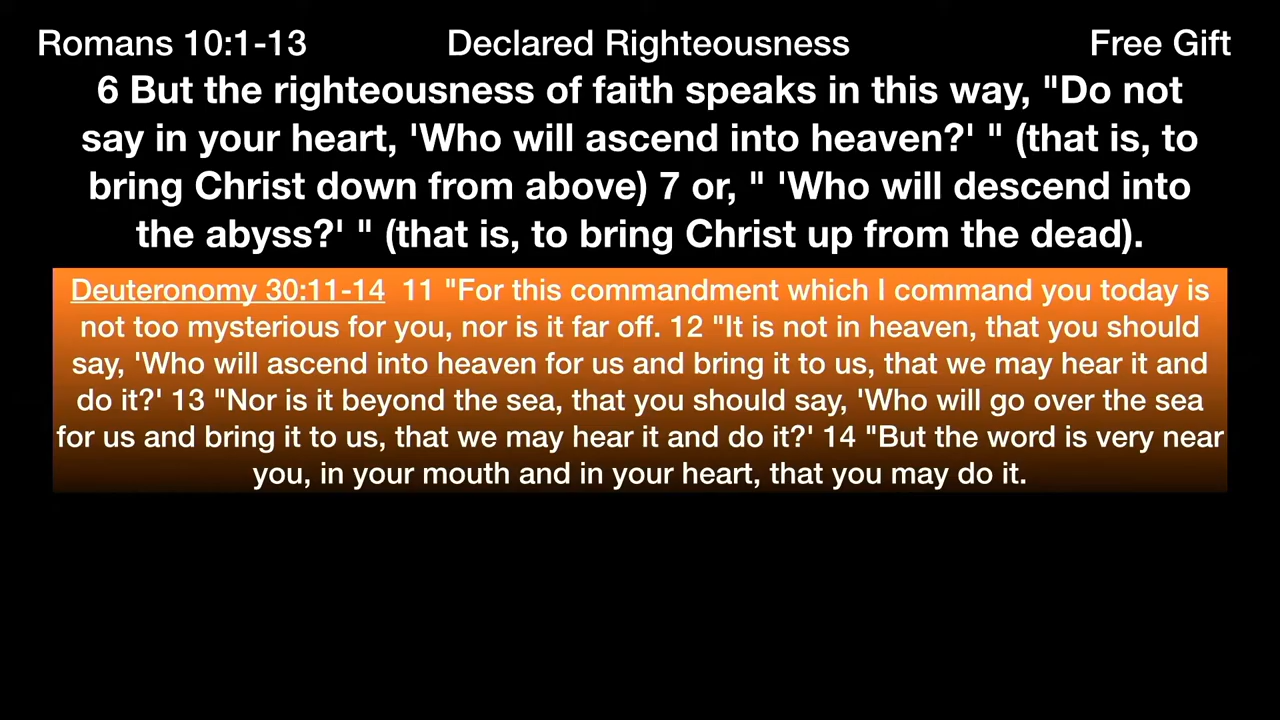 Romans 10:1-13 Declared Righteousness Free Gift
6 But the righteousness of faith speaks in this way, "Do not
say in your heart, 'Who will ascend into heaven?' " (that is, to
bring Christ down from above) 7 or, " 'Who will descend into
the abyss?' " (that is, to bring Christ up from the dead).
Deuteronomy 30:11-14 11 "For this commandment which I command you today is
not too mysterious for you, nor is it far off. 12 "It is not in heaven, that you should
say, 'Who will ascend into heaven for us and bring it to us, that we may hear it and
do it?' 13 "Nor is it beyond the sea, that you should say, 'Who will go over the sea
for us and bring it to us, that we may hear it and do it?' 14 "But the word is very near
you, in your mouth and in your heart, that you may do it.